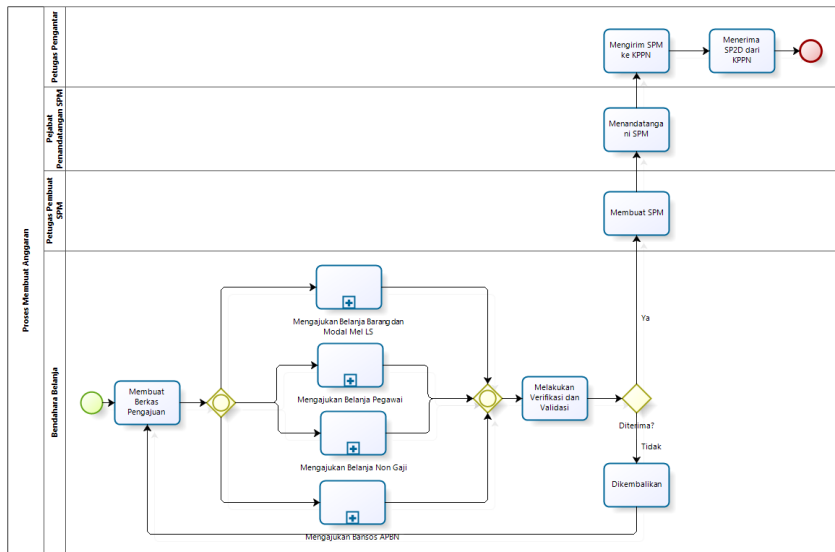 Proses Membuat Anggaran
Petugas Pengantar
Mengirim SPM
ke KPPN
Menerima
SP2D dari
KPPN
Pejabat
Penandatangan SPM
Menandatanga
ni SPM
Petugas Pembuat
SPM
Membuat SPM
Bendahara Belanja
Membuat
Berkas
Pengajuan
Mengajukan Belanja Barang dan
Modal Mel LS
Mengajukan Belanja Pegawai
Mengajukan Belanja Non Gaji
Mengajukan Bansos APBN
Melakukan
Verifikasi dan
Validasi
Ya
Diterima?
Tidak
Dikembalikan